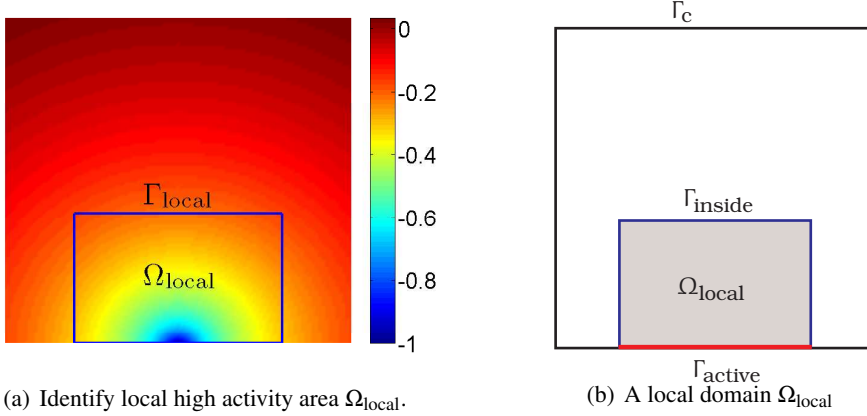 0
-0.2
-0.4
-0.6
-0.8
-1
Γlocal
Ωlocal
(a) Identify local high activity area Ωlocal.
Γc
Γinside
Ωlocal
Γactive
(b) A local domain Ωlocal